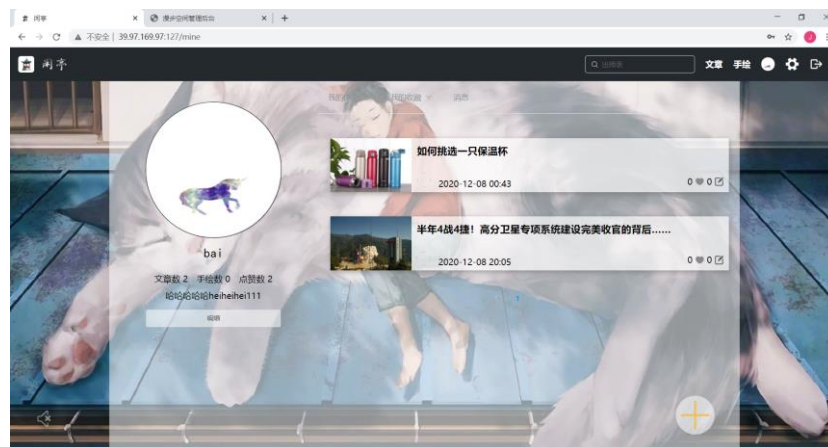 闲亭
漫步空间管理后台
不安全 | 39.97.169.97:127/mine
闲亭
文章 手绘
消息
如何挑选一只保温杯
2020-12-08 00:43
0 0
bai
半年4战4捷！高分卫星专项系统建设完美收官的背后......
2020-12-08 20:05
0 0
文章数 2 手绘数 0 点赞数 2
哈哈哈哈哈heiheihei111
编辑